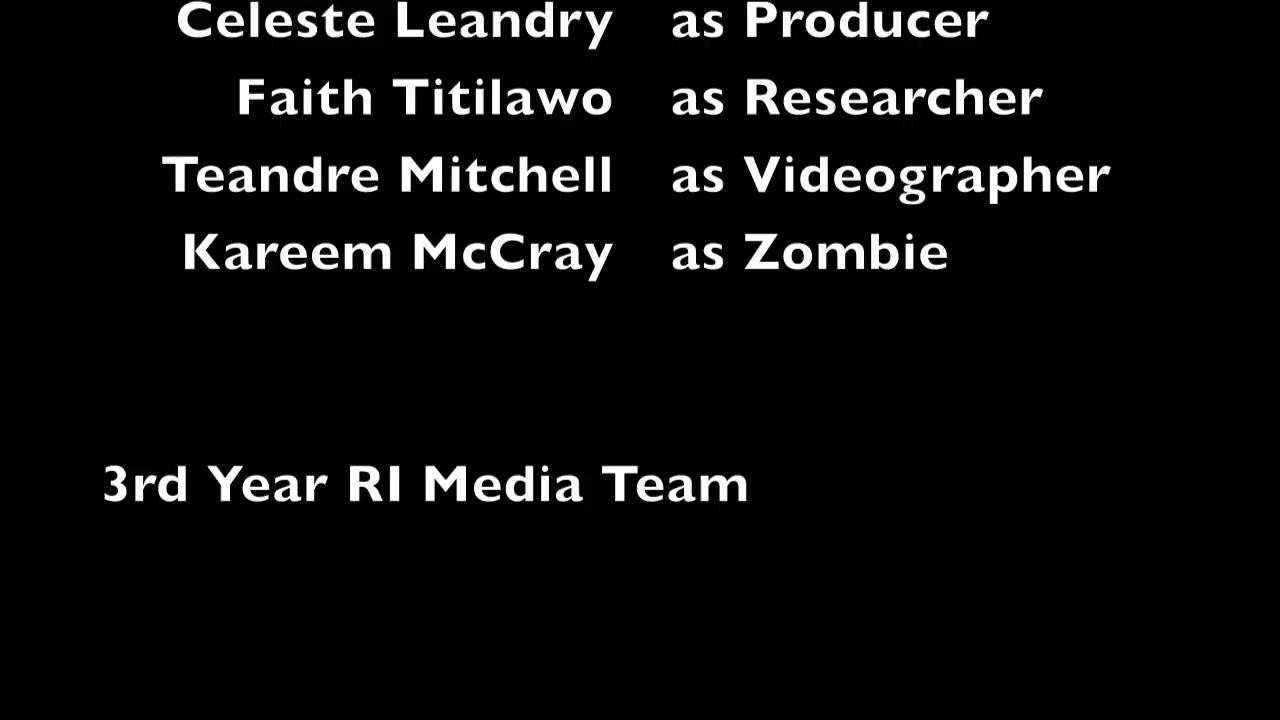 Celeste Leandry as Producer
Faith Titilawo as Researcher
Teandre Mitchell as Videographer
Kareem McCray as Zombie
3rd Year RI Media Team